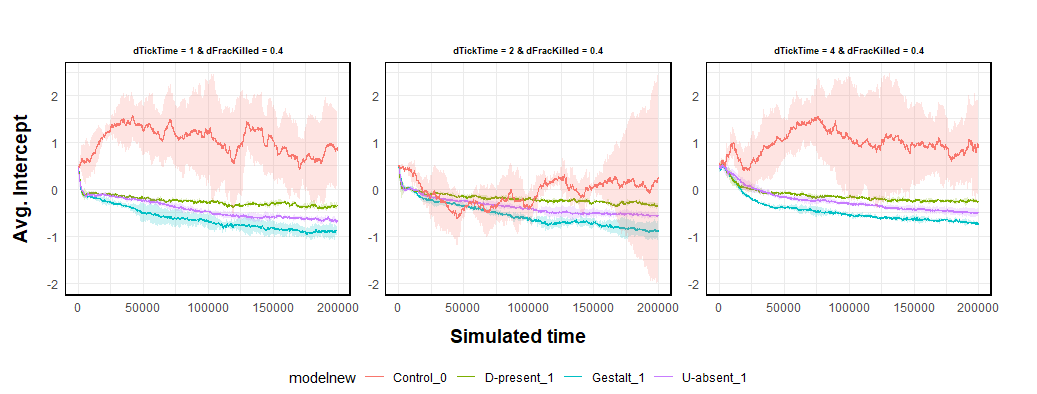 dTickTime = 1 & dFracKilled = 0.4 dTickTime = 2 & dFracKilled = 0.4 dTickTime = 4 & dFracKilled = 0.4
Avg. Intercept
2 2 2
1 1 1
0 0 0
-1 -1 -1
-2 -2 -2
0 50000 100000 150000 200000 0 50000 100000 150000 200000 0 50000 100000 150000 200000
Simulated time
modelnew Control_0 D-present_1 Gestalt_1 U-absent_1